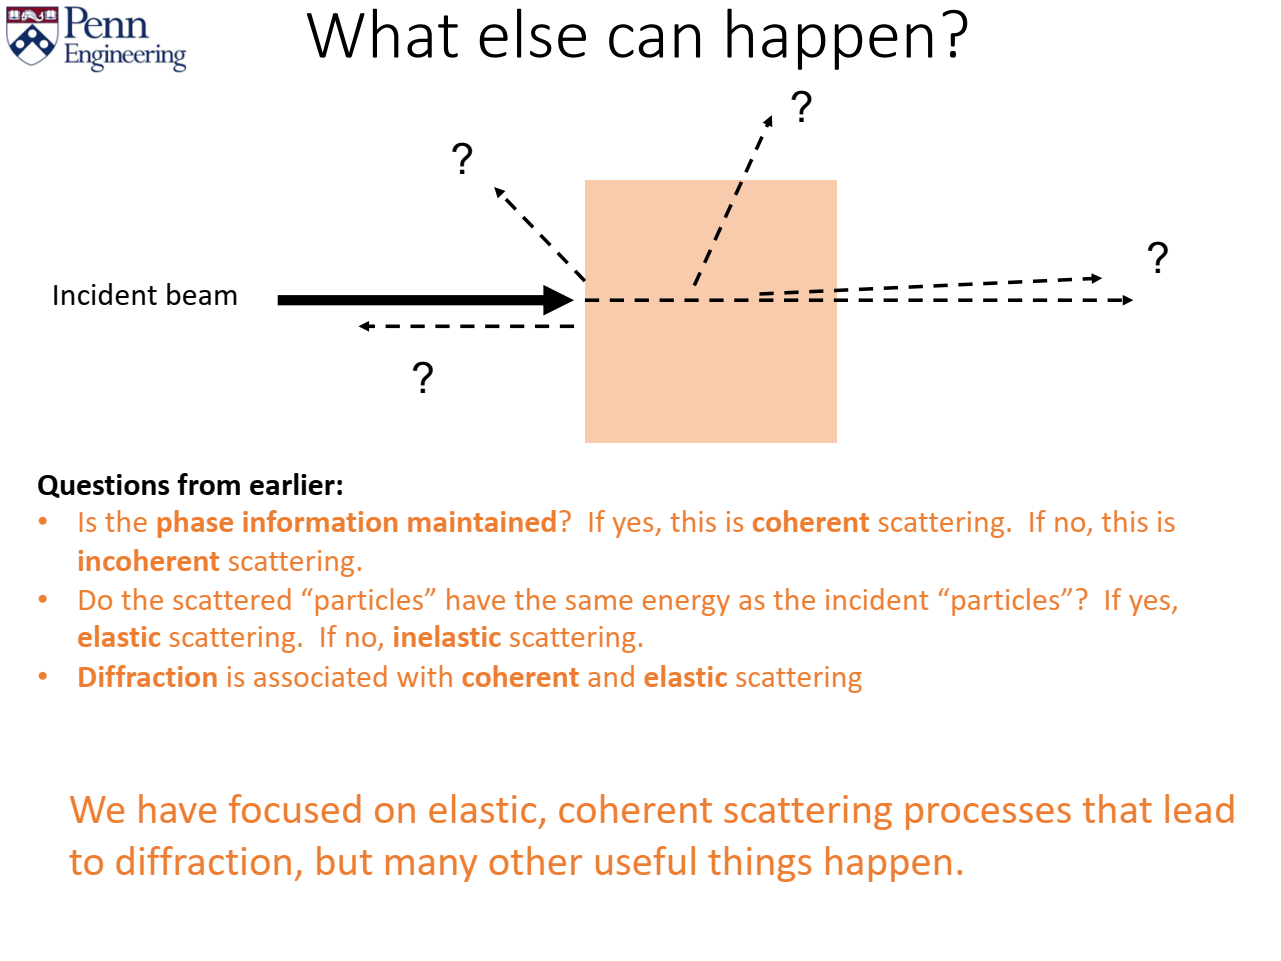 Penn
Engineering
What else can happen?
?
?
?
Incident beam
?
Questions from earlier:
• Is the phase information maintained?  If yes, this is coherent scattering.  If no, this is
incoherent scattering.
• Do the scattered “particles” have the same energy as the incident “particles”?  If yes,
elastic scattering.  If no, inelastic scattering.
• Diffraction is associated with coherent and elastic scattering
We have focused on elastic, coherent scattering processes that lead
to diffraction, but many other useful things happen.